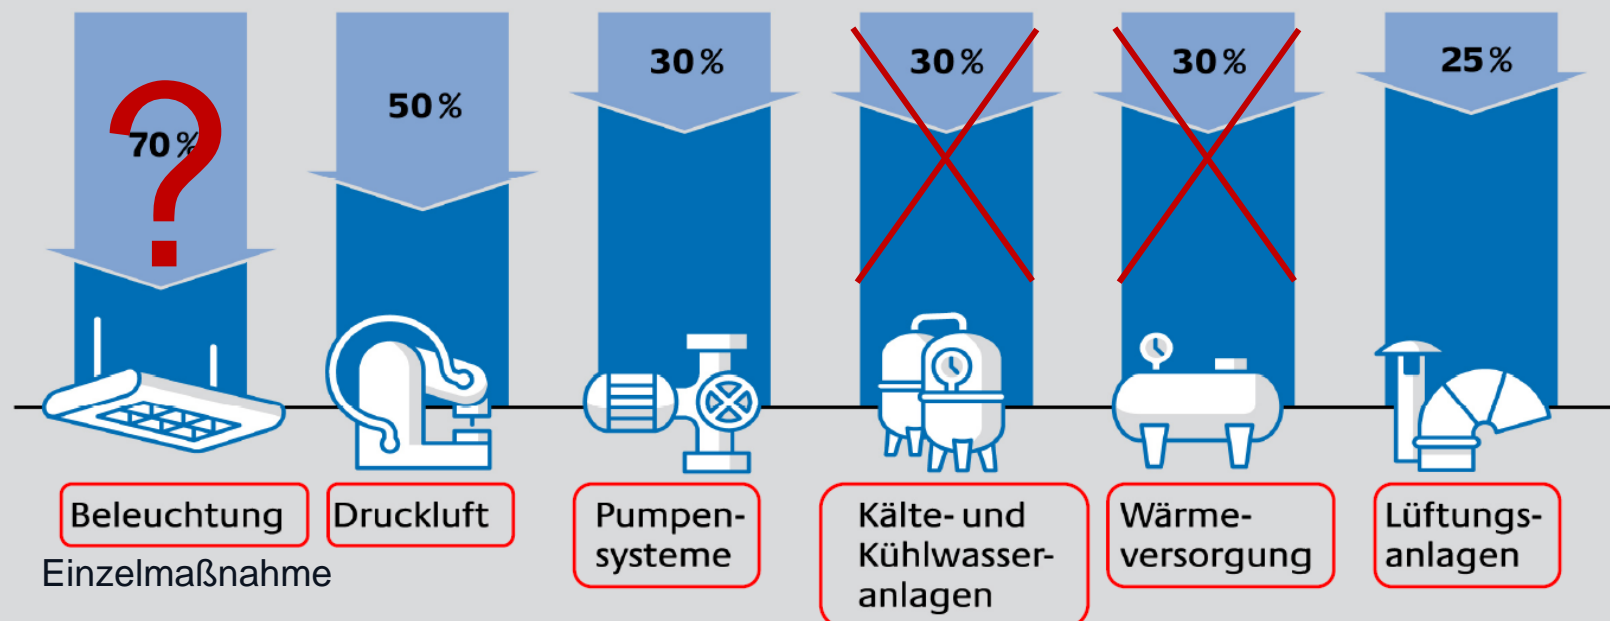 70 %
?
50 %
30 %
30 %
30 %
25 %
Beleuchtung
Einzelmaßnahme
Druckluft
Pumpen-
systeme
Kälte- und
Kühlwasser-
anlagen
Wärme-
versorgung
Lüftungs-
anlagen